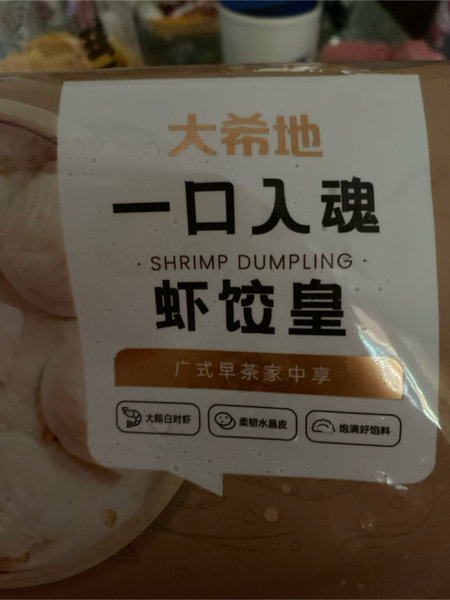 大希地
一口入魂
· SHRIMP DUMPLING ·
虾饺皇
广式早茶家中享
大颗白对虾 柔韧水晶皮 饱满好馅料